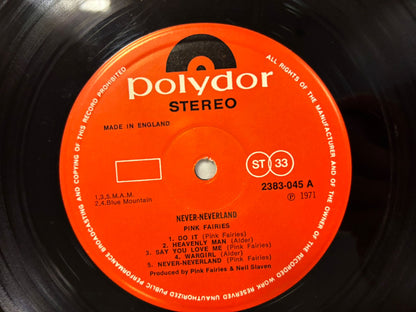 polydor
STEREO
MADE IN ENGLAND
ST 33
2383-045 A
Ⓟ 1971
1,3,5,M.A.M.
2,4,Blue Mountain
NEVER-NEVERLAND
PINK FAIRIES
1. DO IT (Pink Fairies)
2. HEAVENLY MAN (Alder)
3. SAY YOU LOVE ME (Pink Fairies)
4. WARGIRL (Alder)
5. NEVER-NEVERLAND (Pink Fairies)
Produced by Pink Fairies & Neil Slaven
ALL RIGHTS OF THE MANUFACTURER AND OF THE OWNER OF THE RECORDED WORK RESERVED UNAUTHORISED PUBLIC PERFORMANCE BROADCASTING AND COPYING OF THIS RECORD PROHIBITED